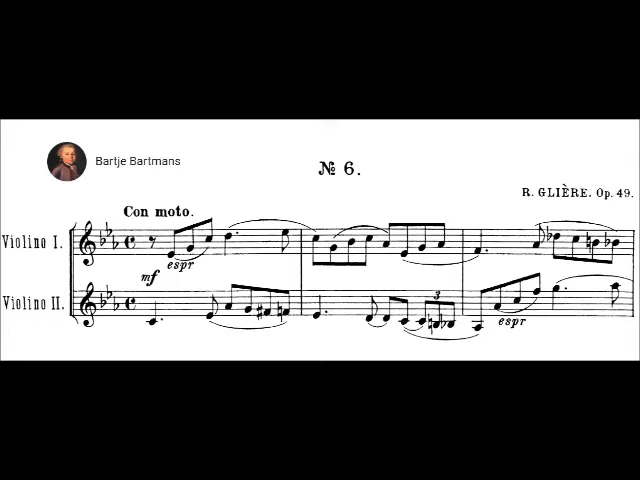 Bartje Bartmans
№ 6.
R. GLIÈRE. Op. 49.
Con moto.
Violino I.
espr
mf
Violino II.
3
espr